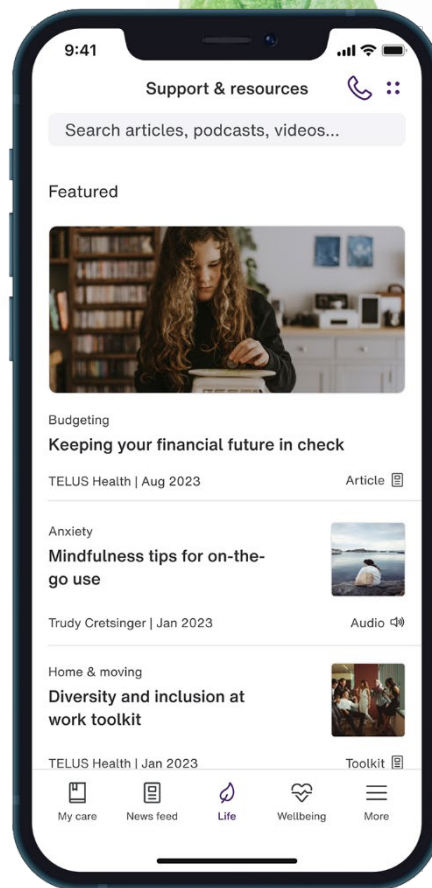 9:41
Support & resources
Search articles, podcasts, videos...
Featured
Budgeting
Keeping your financial future in check
TELUS Health | Aug 2023 Article
Anxiety
Mindfulness tips for on-the-
go use
Trudy Cretsinger | Jan 2023 Audio
Home & moving
Diversity and inclusion at
work toolkit
TELUS Health | Jan 2023 Toolkit
My care News feed Life Wellbeing More